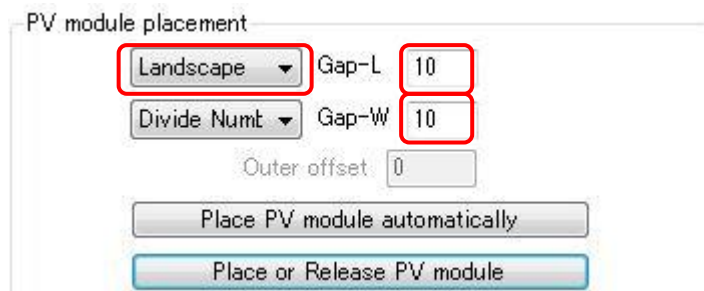 PV module placement
Landscape Gap-L 10
Divide Numb Gap-W 10
Outer offset 0
Place PV module automatically
Place or Release PV module